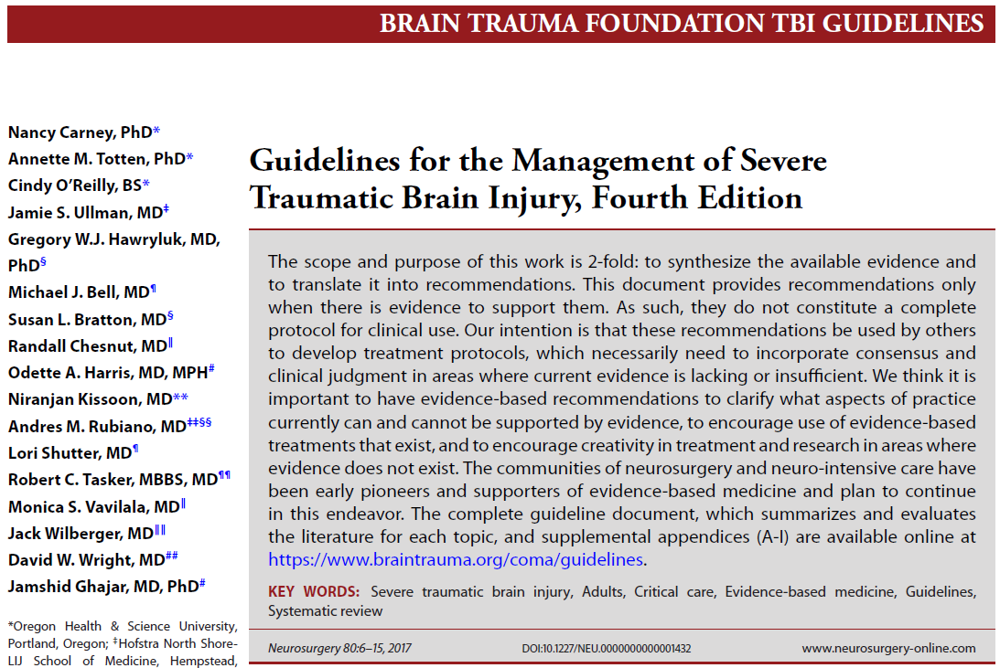 BRAIN TRAUMA FOUNDATION TBI GUIDELINES
Nancy Carney, PhD*
Annette M. Totten, PhD*
Cindy O’Reilly, BS*
Jamie S. Ullman, MD‡
Gregory W.J. Hawryluk, MD,
PhD§
Michael J. Bell, MD¶
Susan L. Bratton, MD§
Randall Chesnut, MD‖
Odette A. Harris, MD, MPH#
Niranjan Kissoon, MD**
Andres M. Rubiano, MD‡‡§§
Lori Shutter, MD¶
Robert C. Tasker, MBBS, MD¶¶
Monica S. Vavilala, MD‖
Jack Wilberger, MD‖‖
David W. Wright, MD##
Jamshid Ghajar, MD, PhD#
*Oregon Health & Science University,
Portland, Oregon; ‡Hofstra North Shore-
LIJ School of Medicine, Hempstead,
Guidelines for the Management of Severe
Traumatic Brain Injury, Fourth Edition
The scope and purpose of this work is 2-fold: to synthesize the available evidence and
to translate it into recommendations. This document provides recommendations only
when there is evidence to support them. As such, they do not constitute a complete
protocol for clinical use. Our intention is that these recommendations be used by others
to develop treatment protocols, which necessarily need to incorporate consensus and
clinical judgment in areas where current evidence is lacking or insufficient. We think it is
important to have evidence-based recommendations to clarify what aspects of practice
currently can and cannot be supported by evidence, to encourage use of evidence-based
treatments that exist, and to encourage creativity in treatment and research in areas where
evidence does not exist. The communities of neurosurgery and neuro-intensive care have
been early pioneers and supporters of evidence-based medicine and plan to continue
in this endeavor. The complete guideline document, which summarizes and evaluates
the literature for each topic, and supplemental appendices (A-I) are available online at
https://www.braintrauma.org/coma/guidelines.
KEY WORDS: Severe traumatic brain injury, Adults, Critical care, Evidence-based medicine, Guidelines,
Systematic review
Neurosurgery 80:6–15, 2017 DOI:10.1227/NEU.0000000000001432 www.neurosurgery-online.com